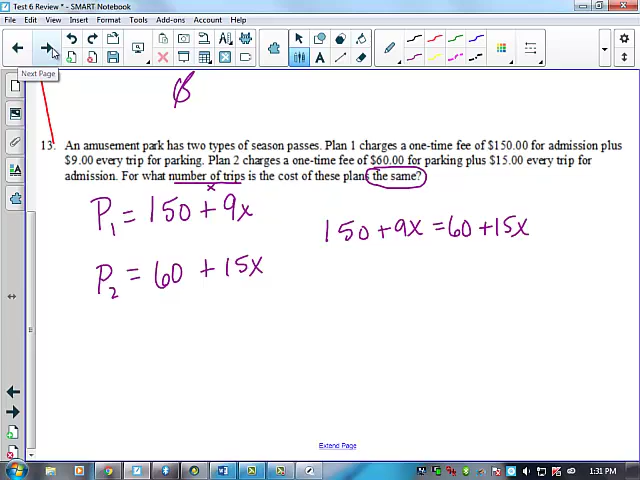 Test 6 Review * - SMART Notebook
File Edit View Insert Format Tools Add-ons Account Help
Next Page
∅
13. An amusement park has two types of season passes. Plan 1 charges a one-time fee of $150.00 for admission plus
$9.00 every trip for parking. Plan 2 charges a one-time fee of $60.00 for parking plus $15.00 every trip for
admission. For what number of trips is the cost of these plans the same?
x
P₁ = 150 + 9x
150 + 9x = 60 + 15x
P₂ = 60 + 15x
Extend Page
1:31 PM